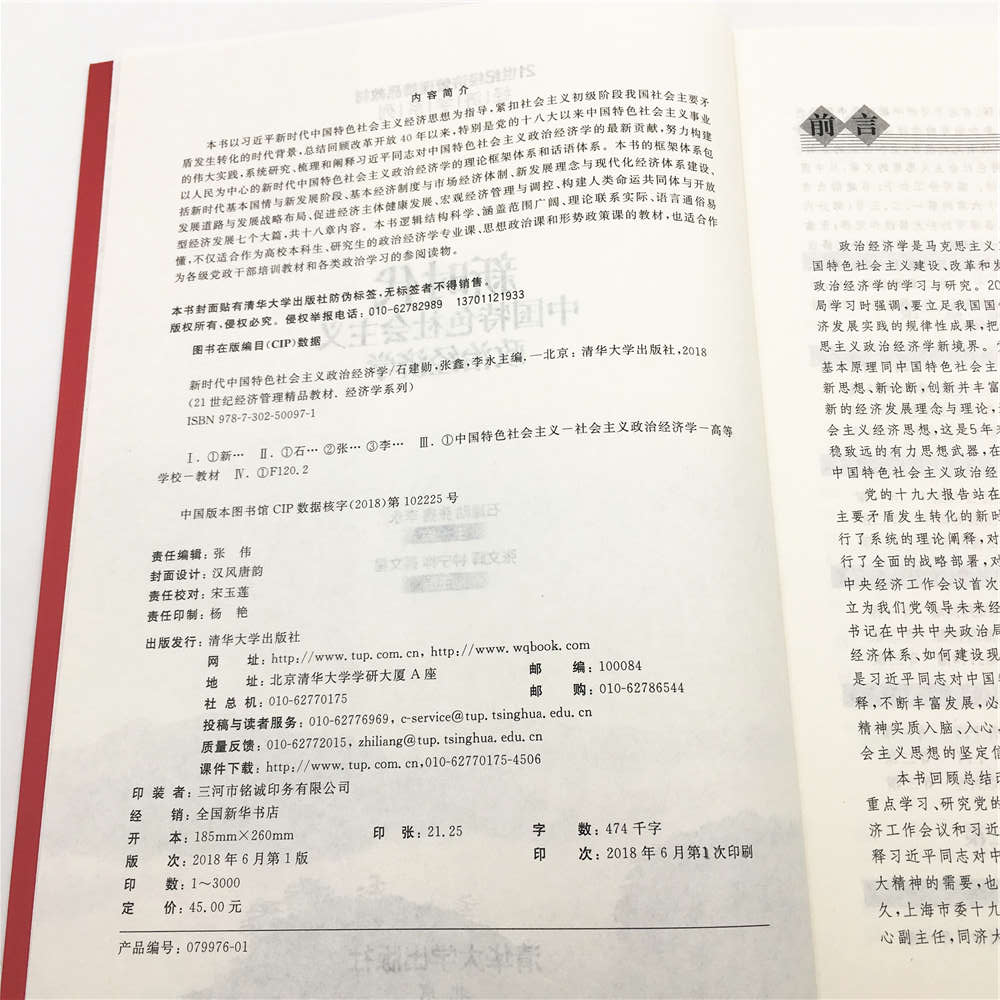 内容简介
本书以习近平新时代中国特色社会主义经济思想为指导,紧扣社会主义初级阶段我国社会主要矛
盾发生转化的时代背景,总结回顾改革开放40年以来,特别是党的十八大以来中国特色社会主义事业
的伟大实践,系统研究、梳理和阐释习近平同志对中国特色社会主义政治经济学的最新贡献,努力构建
以人民为中心的新时代中国特色社会主义政治经济学的理论框架体系和话语体系。本书的框架体系包
括新时代基本国情与新发展阶段、基本经济制度与市场经济体制、新发展理念与现代化经济体系建设、
发展道路与发展战略布局、促进经济主体健康发展、宏观经济管理与调控、构建人类命运共同体与开放
型经济发展七个大篇,共十八章内容。本书逻辑结构科学、涵盖范围广阔、理论联系实际、语言通俗易
懂,不仅适合作为高校本科生、研究生的政治经济学专业课、思想政治课和形势政策课的教材,也适合作
为各级党政干部培训教材和各类政治学习的参阅读物。
本书封面贴有清华大学出版社防伪标签,无标签者不得销售。
版权所有,侵权必究。侵权举报电话:010-62782989 13701121933
图书在版编目(CIP)数据
新时代中国特色社会主义政治经济学/石建勋,张鑫,李永主编.—北京:清华大学出版社,2018
(21世纪经济管理精品教材.经济学系列)
ISBN 978-7-302-50097-1
Ⅰ.①新… Ⅱ.①石… ②张… ③李… Ⅲ.①中国特色社会主义-社会主义政治经济学-高等
学校-教材 Ⅳ.①F120.2
中国版本图书馆CIP数据核字(2018)第102225号
责任编辑:张 伟
封面设计:汉风唐韵
责任校对:宋玉莲
责任印制:杨 艳
出版发行:清华大学出版社
网 址:http://www.tup.com.cn, http://www.wqbook.com
地 址:北京清华大学学研大厦A座 邮 编:100084
社 总 机:010-62770175 邮 购:010-62786544
投稿与读者服务:010-62776969, c-service@tup.tsinghua.edu.cn
质量反馈:010-62772015, zhiliang@tup.tsinghua.edu.cn
课件下载:http://www.tup.com.cn,010-62770175-4506
印 装 者:三河市铭诚印务有限公司
经 销:全国新华书店
开 本:185mm×260mm 印 张:21.25 字 数:474千字
版 次:2018年6月第1版 印 次:2018年6月第1次印刷
印 数:1~3000
定 价:45.00元
产品编号:079976-01
前言
政治经济学是马克思主义
国特色社会主义建设、改革和发
政治经济学的学习与研究。20
局学习时强调,要立足我国国
济发展实践的规律性成果,把
思主义政治经济学新境界。
基本原理同中国特色社会主
新思想、新论断,创新并丰富
新的经济发展理念与理论,
会主义经济思想,这是5年
稳致远的有力思想武器,在
中国特色社会主义政治经
党的十九大报告站在
主要矛盾发生转化的新时
行了系统的理论阐释,对
行了全面的战略部署,对
中央经济工作会议首次
立为我们党领导未来经
书记在中共中央政治局
经济体系、如何建设现
是习近平同志对中国特
释,不断丰富发展,必
精神实质入脑、入心,
会主义思想的坚定信
本书回顾总结改
重点学习、研究党的
济工作会议和习近
释习近平同志对中
大精神的需要,也
久,上海市委十九
心副主任,同济大